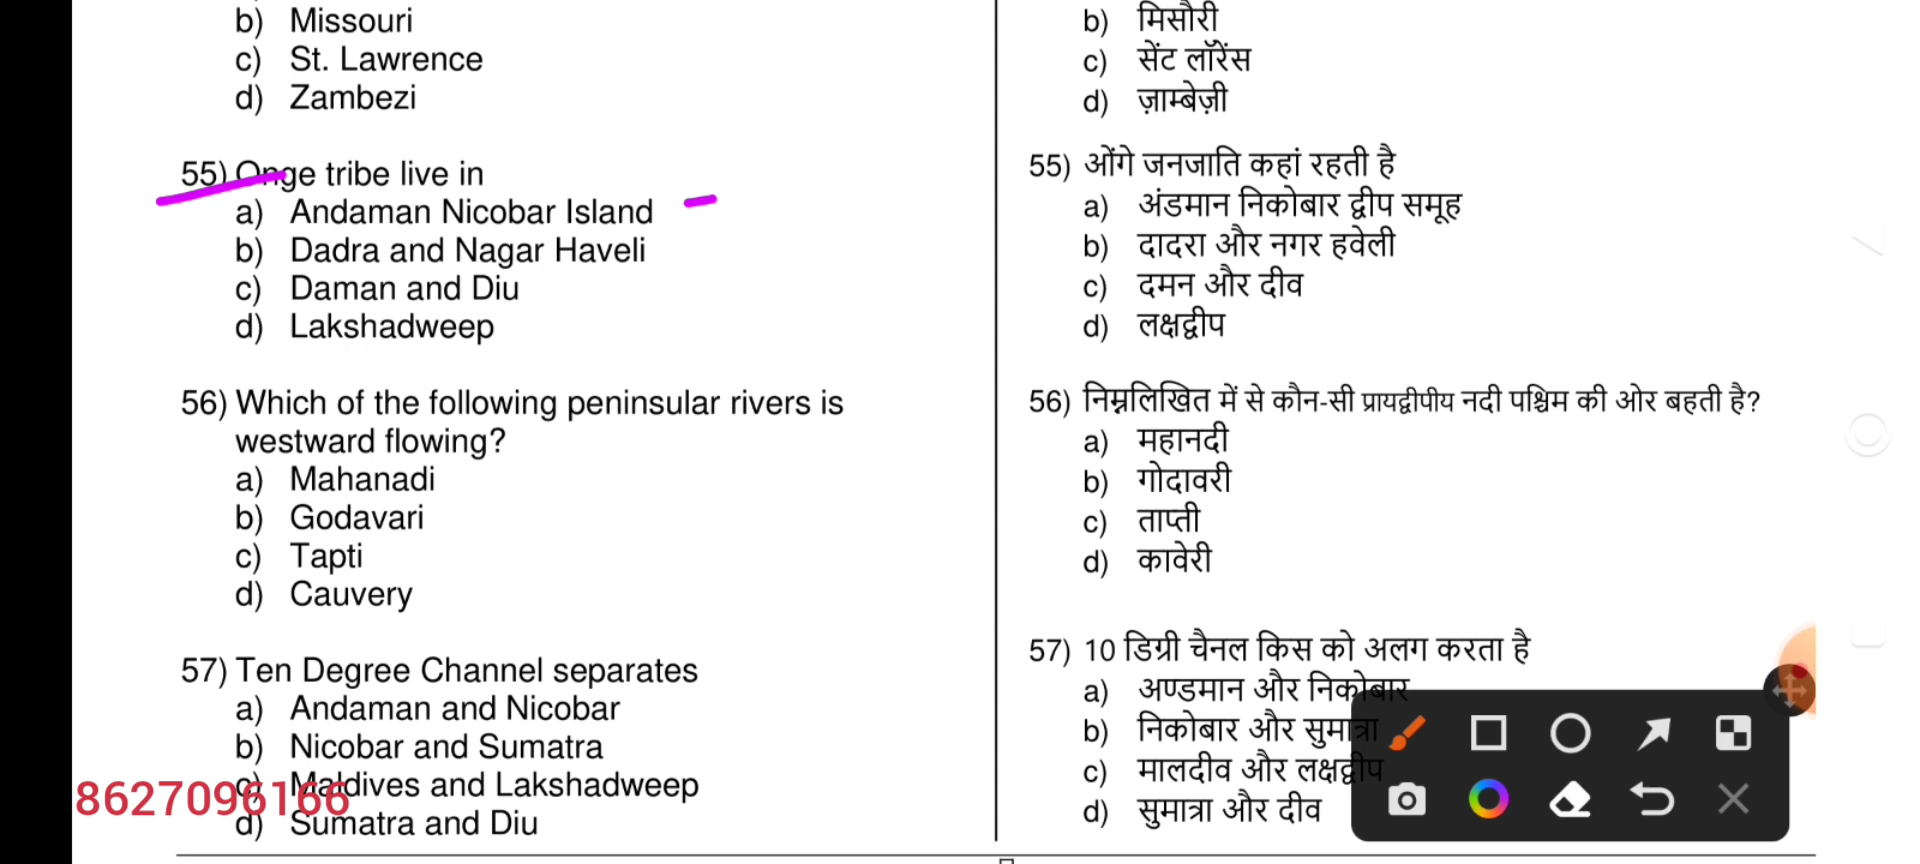 b) Missouri
c) St. Lawrence
d) Zambezi
55) Onge tribe live in
a) Andaman Nicobar Island
b) Dadra and Nagar Haveli
c) Daman and Diu
d) Lakshadweep
56) Which of the following peninsular rivers is
westward flowing?
a) Mahanadi
b) Godavari
c) Tapti
d) Cauvery
57) Ten Degree Channel separates
a) Andaman and Nicobar
b) Nicobar and Sumatra
c) Maldives and Lakshadweep
d) Sumatra and Diu
8627096166
b) मिसौरी
c) सेंट लॉरेंस
d) ज़ाम्बेज़ी
55) ओंगे जनजाति कहां रहती है
a) अंडमान निकोबार द्वीप समूह
b) दादरा और नगर हवेली
c) दमन और दीव
d) लक्षद्वीप
56) निम्नलिखित में से कौन-सी प्रायद्वीपीय नदी पश्चिम की ओर बहती है?
a) महानदी
b) गोदावरी
c) ताप्ती
d) कावेरी
57) 10 डिग्री चैनल किस को अलग करता है
a) अण्डमान और निकोबार
b) निकोबार और सुमात्रा
c) मालदीव और लक्षद्वीप
d) सुमात्रा और दीव